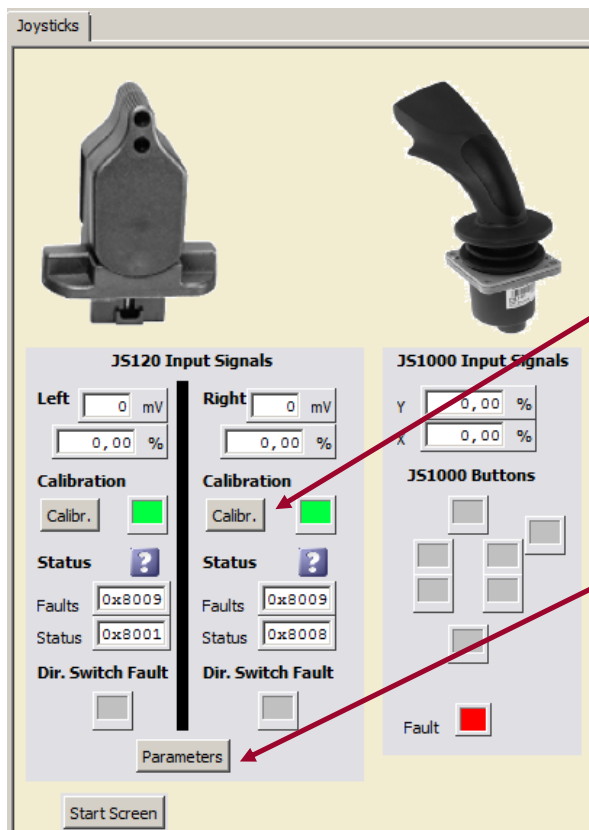 Joysticks
JS120 Input Signals
Left 0 mV
0,00 %
Calibration
Calibr.
Status ?
Faults 0x8009
Status 0x8001
Dir. Switch Fault
Right 0 mV
0,00 %
Calibration
Calibr.
Status ?
Faults 0x8009
Status 0x8008
Dir. Switch Fault
Parameters
JS1000 Input Signals
Y 0,00 %
X 0,00 %
JS1000 Buttons
Fault
Start Screen